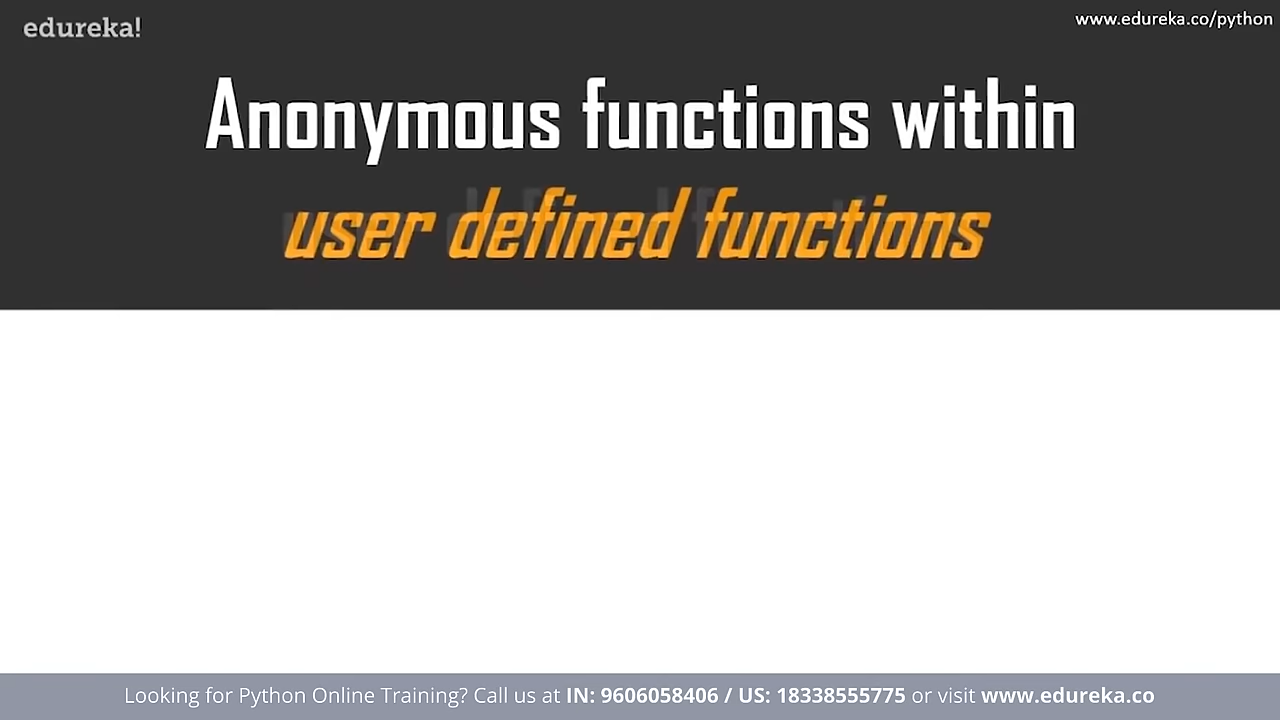 edureka!
www.edureka.co/python
Anonymous functions within
user defined functions
Looking for Python Online Training? Call us at IN: 9606058406 / US: 18338555775 or visit www.edureka.co